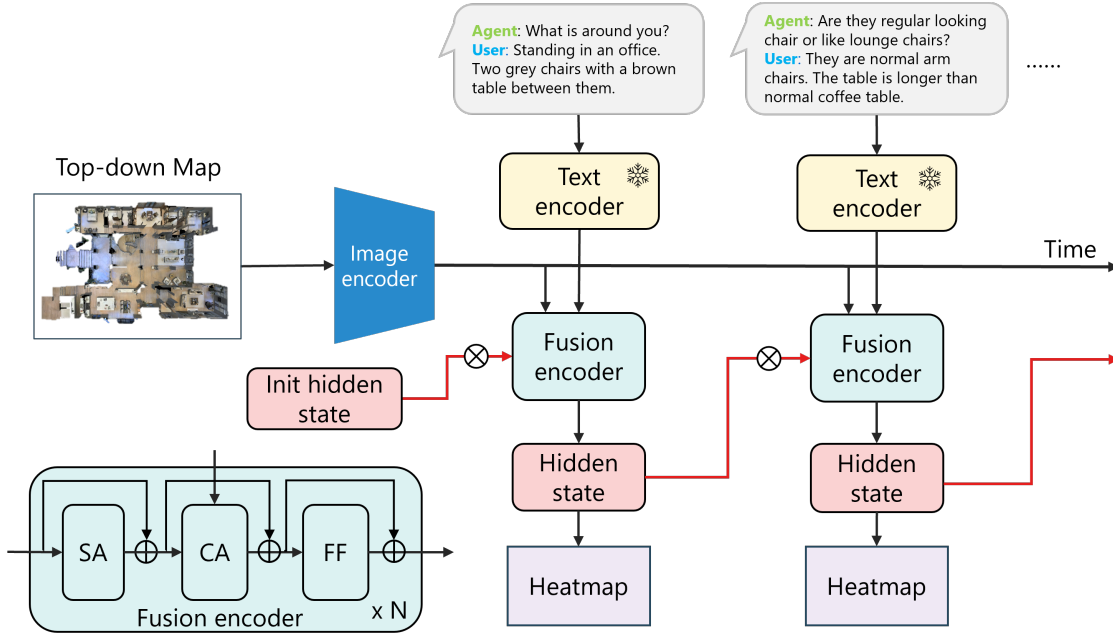 Agent: What is around you?
User: Standing in an office.
Two grey chairs with a brown
table between them.
Agent: Are they regular looking
chair or like lounge chairs?
User: They are normal arm
chairs. The table is longer than
normal coffee table.
......
Top-down Map
Text
encoder
Text
encoder
Image
encoder
Time
Fusion
encoder
Fusion
encoder
Init hidden
state
Hidden
state
Hidden
state
SA
CA
FF
Fusion encoder
x N
Heatmap
Heatmap